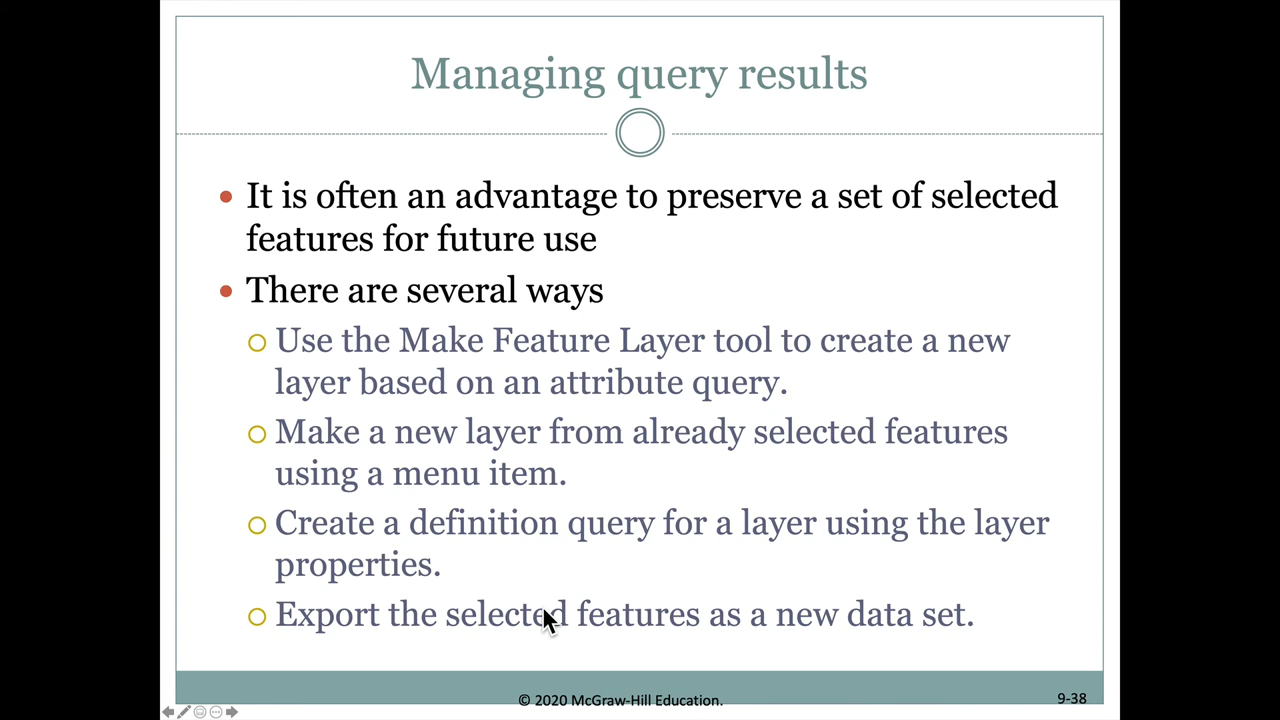 Managing query results
It is often an advantage to preserve a set of selected
features for future use
There are several ways
Use the Make Feature Layer tool to create a new
layer based on an attribute query.
Make a new layer from already selected features
using a menu item.
Create a definition query for a layer using the layer
properties.
Export the selected features as a new data set.
© 2020 McGraw-Hill Education.
9-38